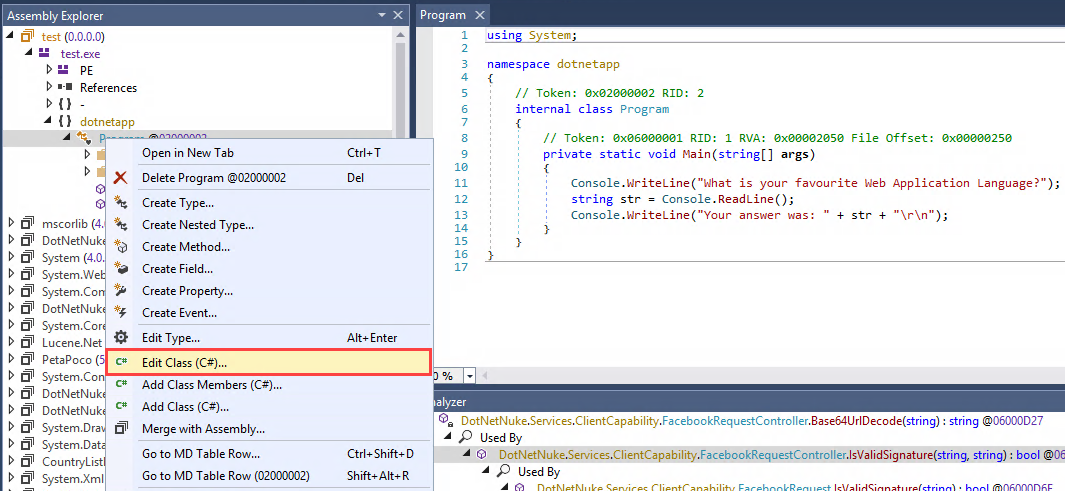 Assembly Explorer
test (0.0.0.0)
test.exe
PE
References
-
dotnetapp
Program @02000002
mscorlib (4.
DotNetNuke
System (4.0.
System.Web
System.Com
DotNetNuke
System.Core
Lucene.Net
PetaPoco (5
System.Con
DotNetNuke
DotNetNuke
System.Draw
System.Data
CountryListB
System.Xml
Open in New Tab Ctrl+T
Delete Program @02000002 Del
Create Type...
Create Nested Type...
Create Method...
Create Field...
Create Property...
Create Event...
Edit Type... Alt+Enter
C# Edit Class (C#)...
C# Add Class Members (C#)...
C# Add Class (C#)...
Merge with Assembly...
Go to MD Table Row... Ctrl+Shift+D
Go to MD Table Row (02000002) Shift+Alt+R
Program
1 using System;
2
3 namespace dotnetapp
4 {
5 // Token: 0x02000002 RID: 2
6 internal class Program
7 {
8 // Token: 0x06000001 RID: 1 RVA: 0x00002050 File Offset: 0x00000250
9 private static void Main(string[] args)
10 {
11 Console.WriteLine("What is your favourite Web Application Language?");
12 string str = Console.ReadLine();
13 Console.WriteLine("Your answer was: " + str + "\r\n");
14 }
15 }
16 }
17
0 %
nalyzer
DotNetNuke.Services.ClientCapability.FacebookRequestController.Base64UrlDecode(string) : string @06000D27
Used By
DotNetNuke.Services.ClientCapability.FacebookRequestController.IsValidSignature(string, string) : bool @06
Used By
DotNetNuke.Services.ClientCapability.FacebookRequestController.IsValidSignature(string) : bool @06000D6E